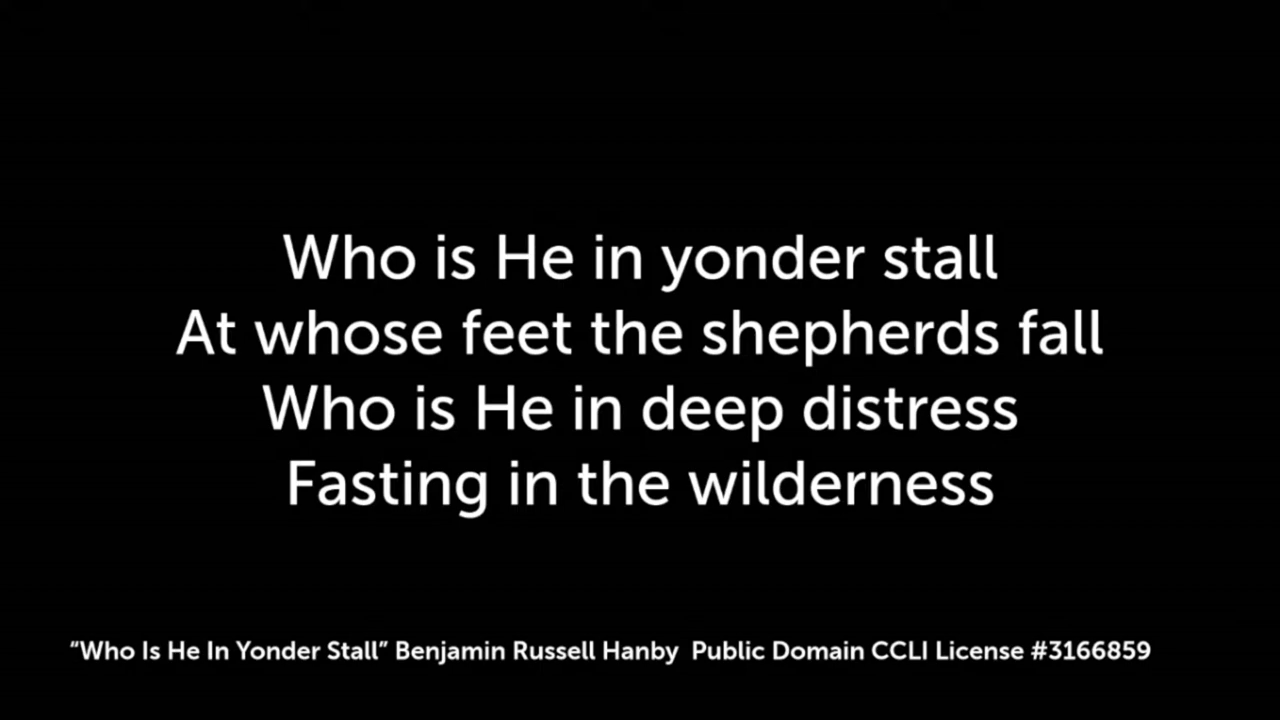 Who is He in yonder stall
At whose feet the shepherds fall
Who is He in deep distress
Fasting in the wilderness
“Who Is He In Yonder Stall” Benjamin Russell Hanby  Public Domain CCLI License #3166859